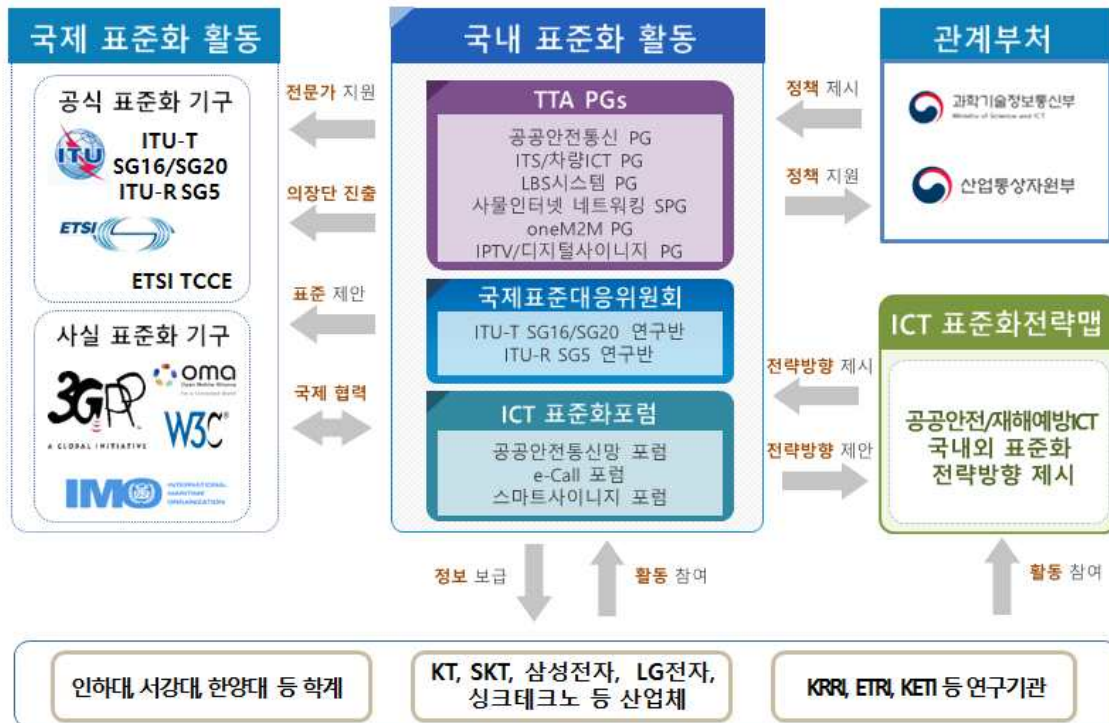 국제 표준화 활동
공식 표준화 기구
ITU
ITU-T
SG16/SG20
ITU-R SG5
ETSI
ETSI TCCE
사실 표준화 기구
3GPP
A GLOBAL INITIATIVE
oma
Open Mobile Alliance
W3C®
IMO
INTERNATIONAL
MARITIME
ORGANIZATION
전문가 지원
의장단 진출
표준 제안
국제 협력
국내 표준화 활동
TTA PGs
공공안전통신 PG
ITS/차량ICT PG
LBS시스템 PG
사물인터넷 네트워킹 SPG
oneM2M PG
IPTV/디지털사이니지 PG
국제표준대응위원회
ITU-T SG16/SG20 연구반
ITU-R SG5 연구반
ICT 표준화포럼
공공안전통신망 포럼
e-Call 포럼
스마트사이니지 포럼
정책 제시
정책 지원
전략방향 제시
전략방향 제안
관계부처
과학기술정보통신부
Ministry of Science and ICT
산업통상자원부
ICT 표준화전략맵
공공안전/재해예방ICT
국내외 표준화
전략방향 제시
정보 보급
활동 참여
활동 참여
인하대, 서강대, 한양대 등 학계
KT, SKT, 삼성전자, LG전자,
싱크테크노 등 산업체
KRRI, ETRI, KETI 등 연구기관